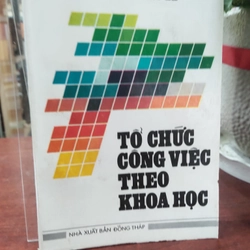 TỔ CHỨC
CÔNG VIỆC
THEO
KHOA HỌC
NHÀ XUẤT BẢN ĐỒNG THÁP